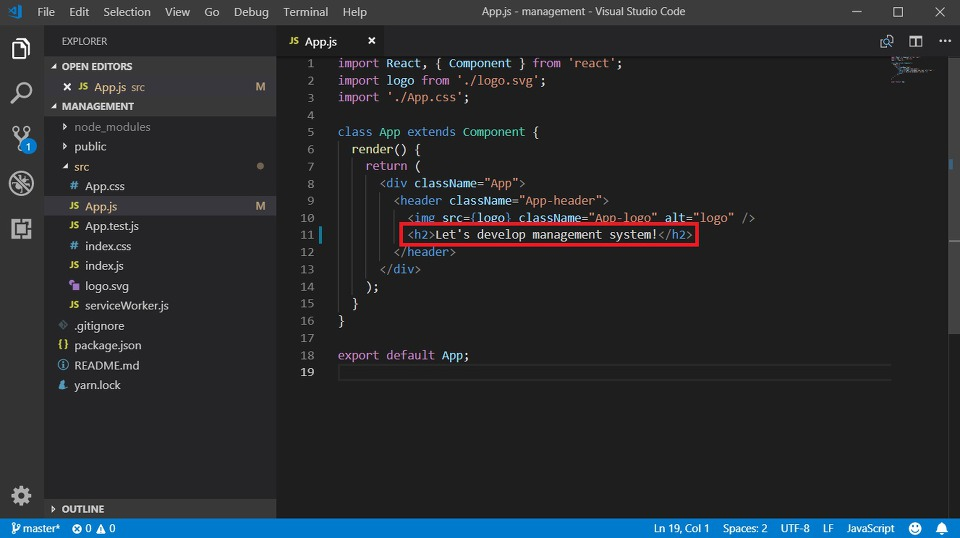 File Edit Selection View Go Debug Terminal Help App.js - management - Visual Studio Code
EXPLORER
OPEN EDITORS
JS App.js src M
MANAGEMENT
node_modules
public
src
# App.css
JS App.js M
JS App.test.js
# index.css
JS index.js
logo.svg
JS serviceWorker.js
.gitignore
{} package.json
README.md
yarn.lock
OUTLINE
1
JS App.js
1 import React, { Component } from 'react';
2 import logo from './logo.svg';
3 import './App.css';
4
5 class App extends Component {
6 render() {
7 return (
8 <div className="App">
9 <header className="App-header">
10 <img src={logo} className="App-logo" alt="logo" />
11 <h2>Let's develop management system!</h2>
12 </header>
13 </div>
14 );
15 }
16 }
17
18 export default App;
19
master* 0 0 Ln 19, Col 1 Spaces: 2 UTF-8 LF JavaScript